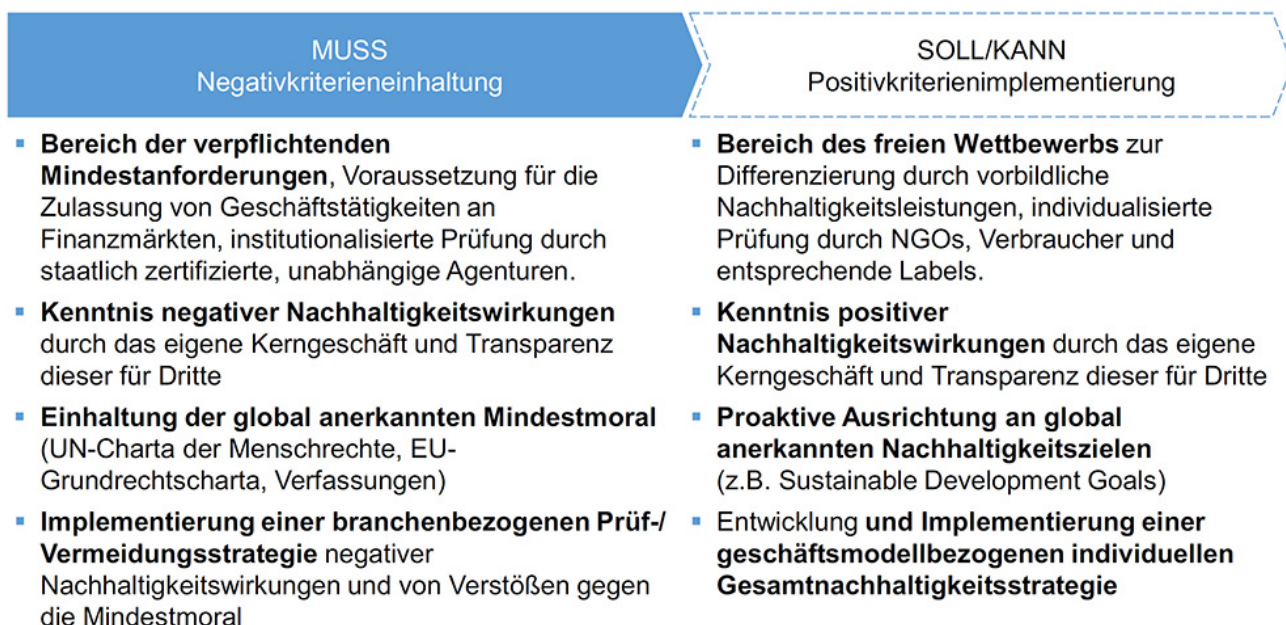 MUSS
Negativkriterieneinhaltung
▪ Bereich der verpflichtenden
Mindestanforderungen, Voraussetzung für die
Zulassung von Geschäftstätigkeiten an
Finanzmärkten, institutionalisierte Prüfung durch
staatlich zertifizierte, unabhängige Agenturen.
▪ Kenntnis negativer Nachhaltigkeitswirkungen
durch das eigene Kerngeschäft und Transparenz
dieser für Dritte
▪ Einhaltung der global anerkannten Mindestmoral
(UN-Charta der Menschrechte, EU-
Grundrechtscharta, Verfassungen)
▪ Implementierung einer branchenbezogenen Prüf-/
Vermeidungsstrategie negativer
Nachhaltigkeitswirkungen und von Verstößen gegen
die Mindestmoral
SOLL/KANN
Positivkriterienimplementierung
▪ Bereich des freien Wettbewerbs zur
Differenzierung durch vorbildliche
Nachhaltigkeitsleistungen, individualisierte
Prüfung durch NGOs, Verbraucher und
entsprechende Labels.
▪ Kenntnis positiver
Nachhaltigkeitswirkungen durch das eigene
Kerngeschäft und Transparenz dieser für Dritte
▪ Proaktive Ausrichtung an global
anerkannten Nachhaltigkeitszielen
(z.B. Sustainable Development Goals)
▪ Entwicklung und Implementierung einer
geschäftsmodellbezogenen individuellen
Gesamtnachhaltigkeitsstrategie